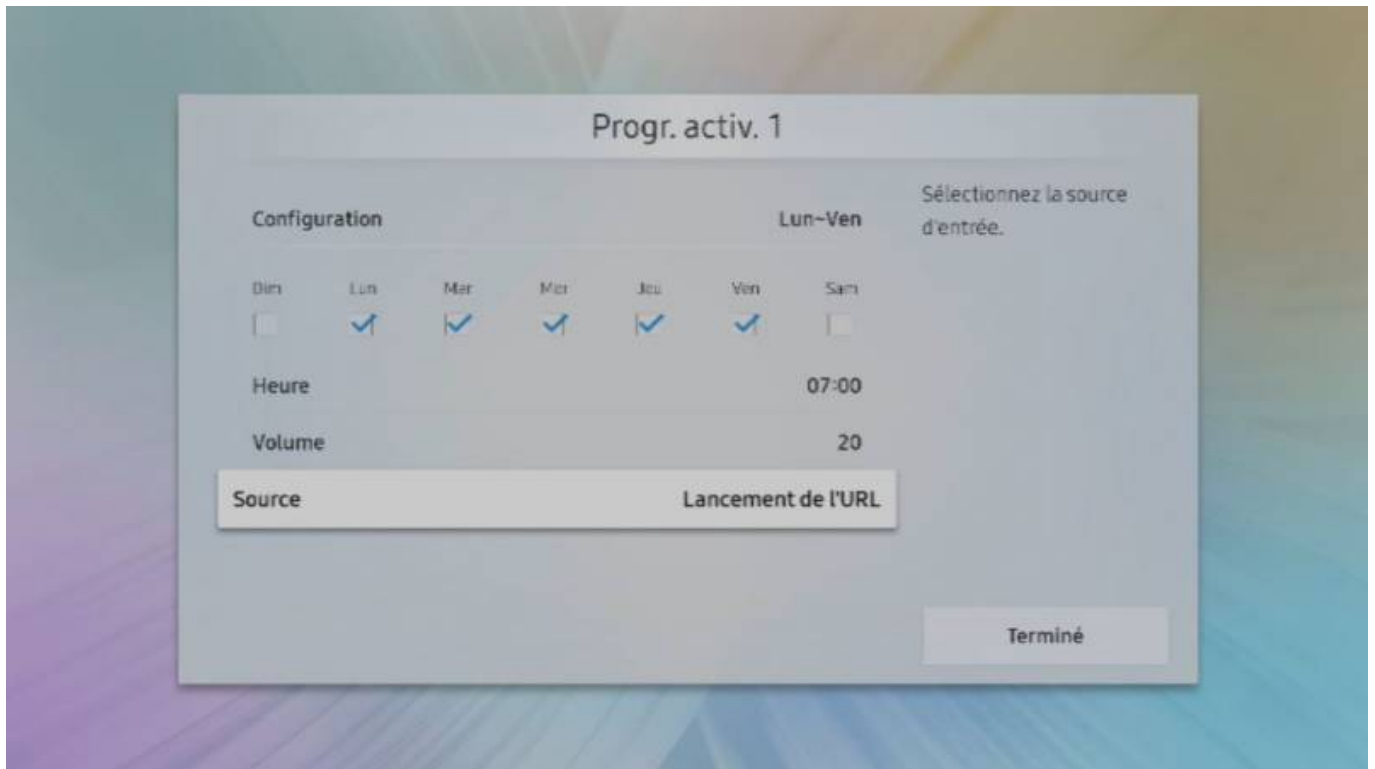 Progr. activ. 1
Sélectionnez la source
d'entrée.
Configuration Lun~Ven
Dim Lun Mar Mer Jeu Ven Sam
Heure 07:00
Volume 20
Source Lancement de l'URL
Terminé